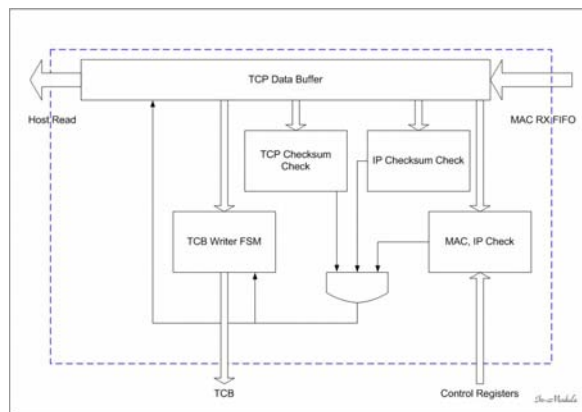 TCP Data Buffer
Host Read
MAC RX FIFO
TCP Checksum
Check
IP Checksum Check
TCB Writer FSM
MAC, IP Check
TCB
Control Registers